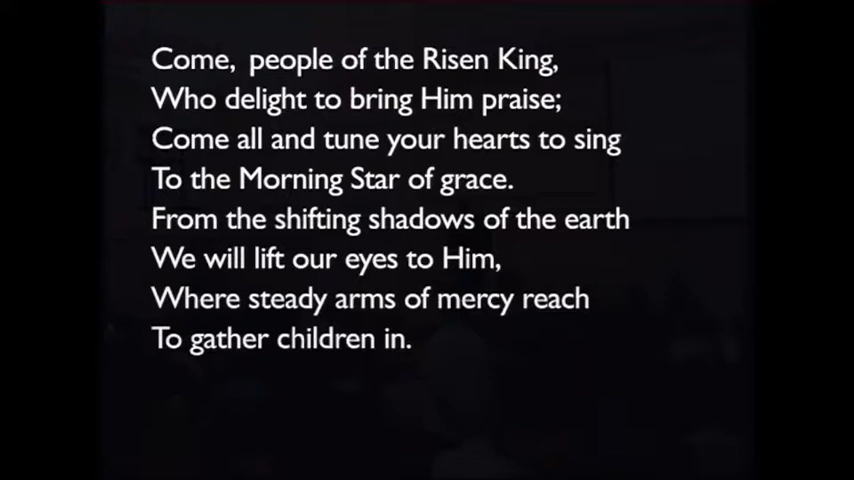 Come, people of the Risen King,
Who delight to bring Him praise;
Come all and tune your hearts to sing
To the Morning Star of grace.
From the shifting shadows of the earth
We will lift our eyes to Him,
Where steady arms of mercy reach
To gather children in.